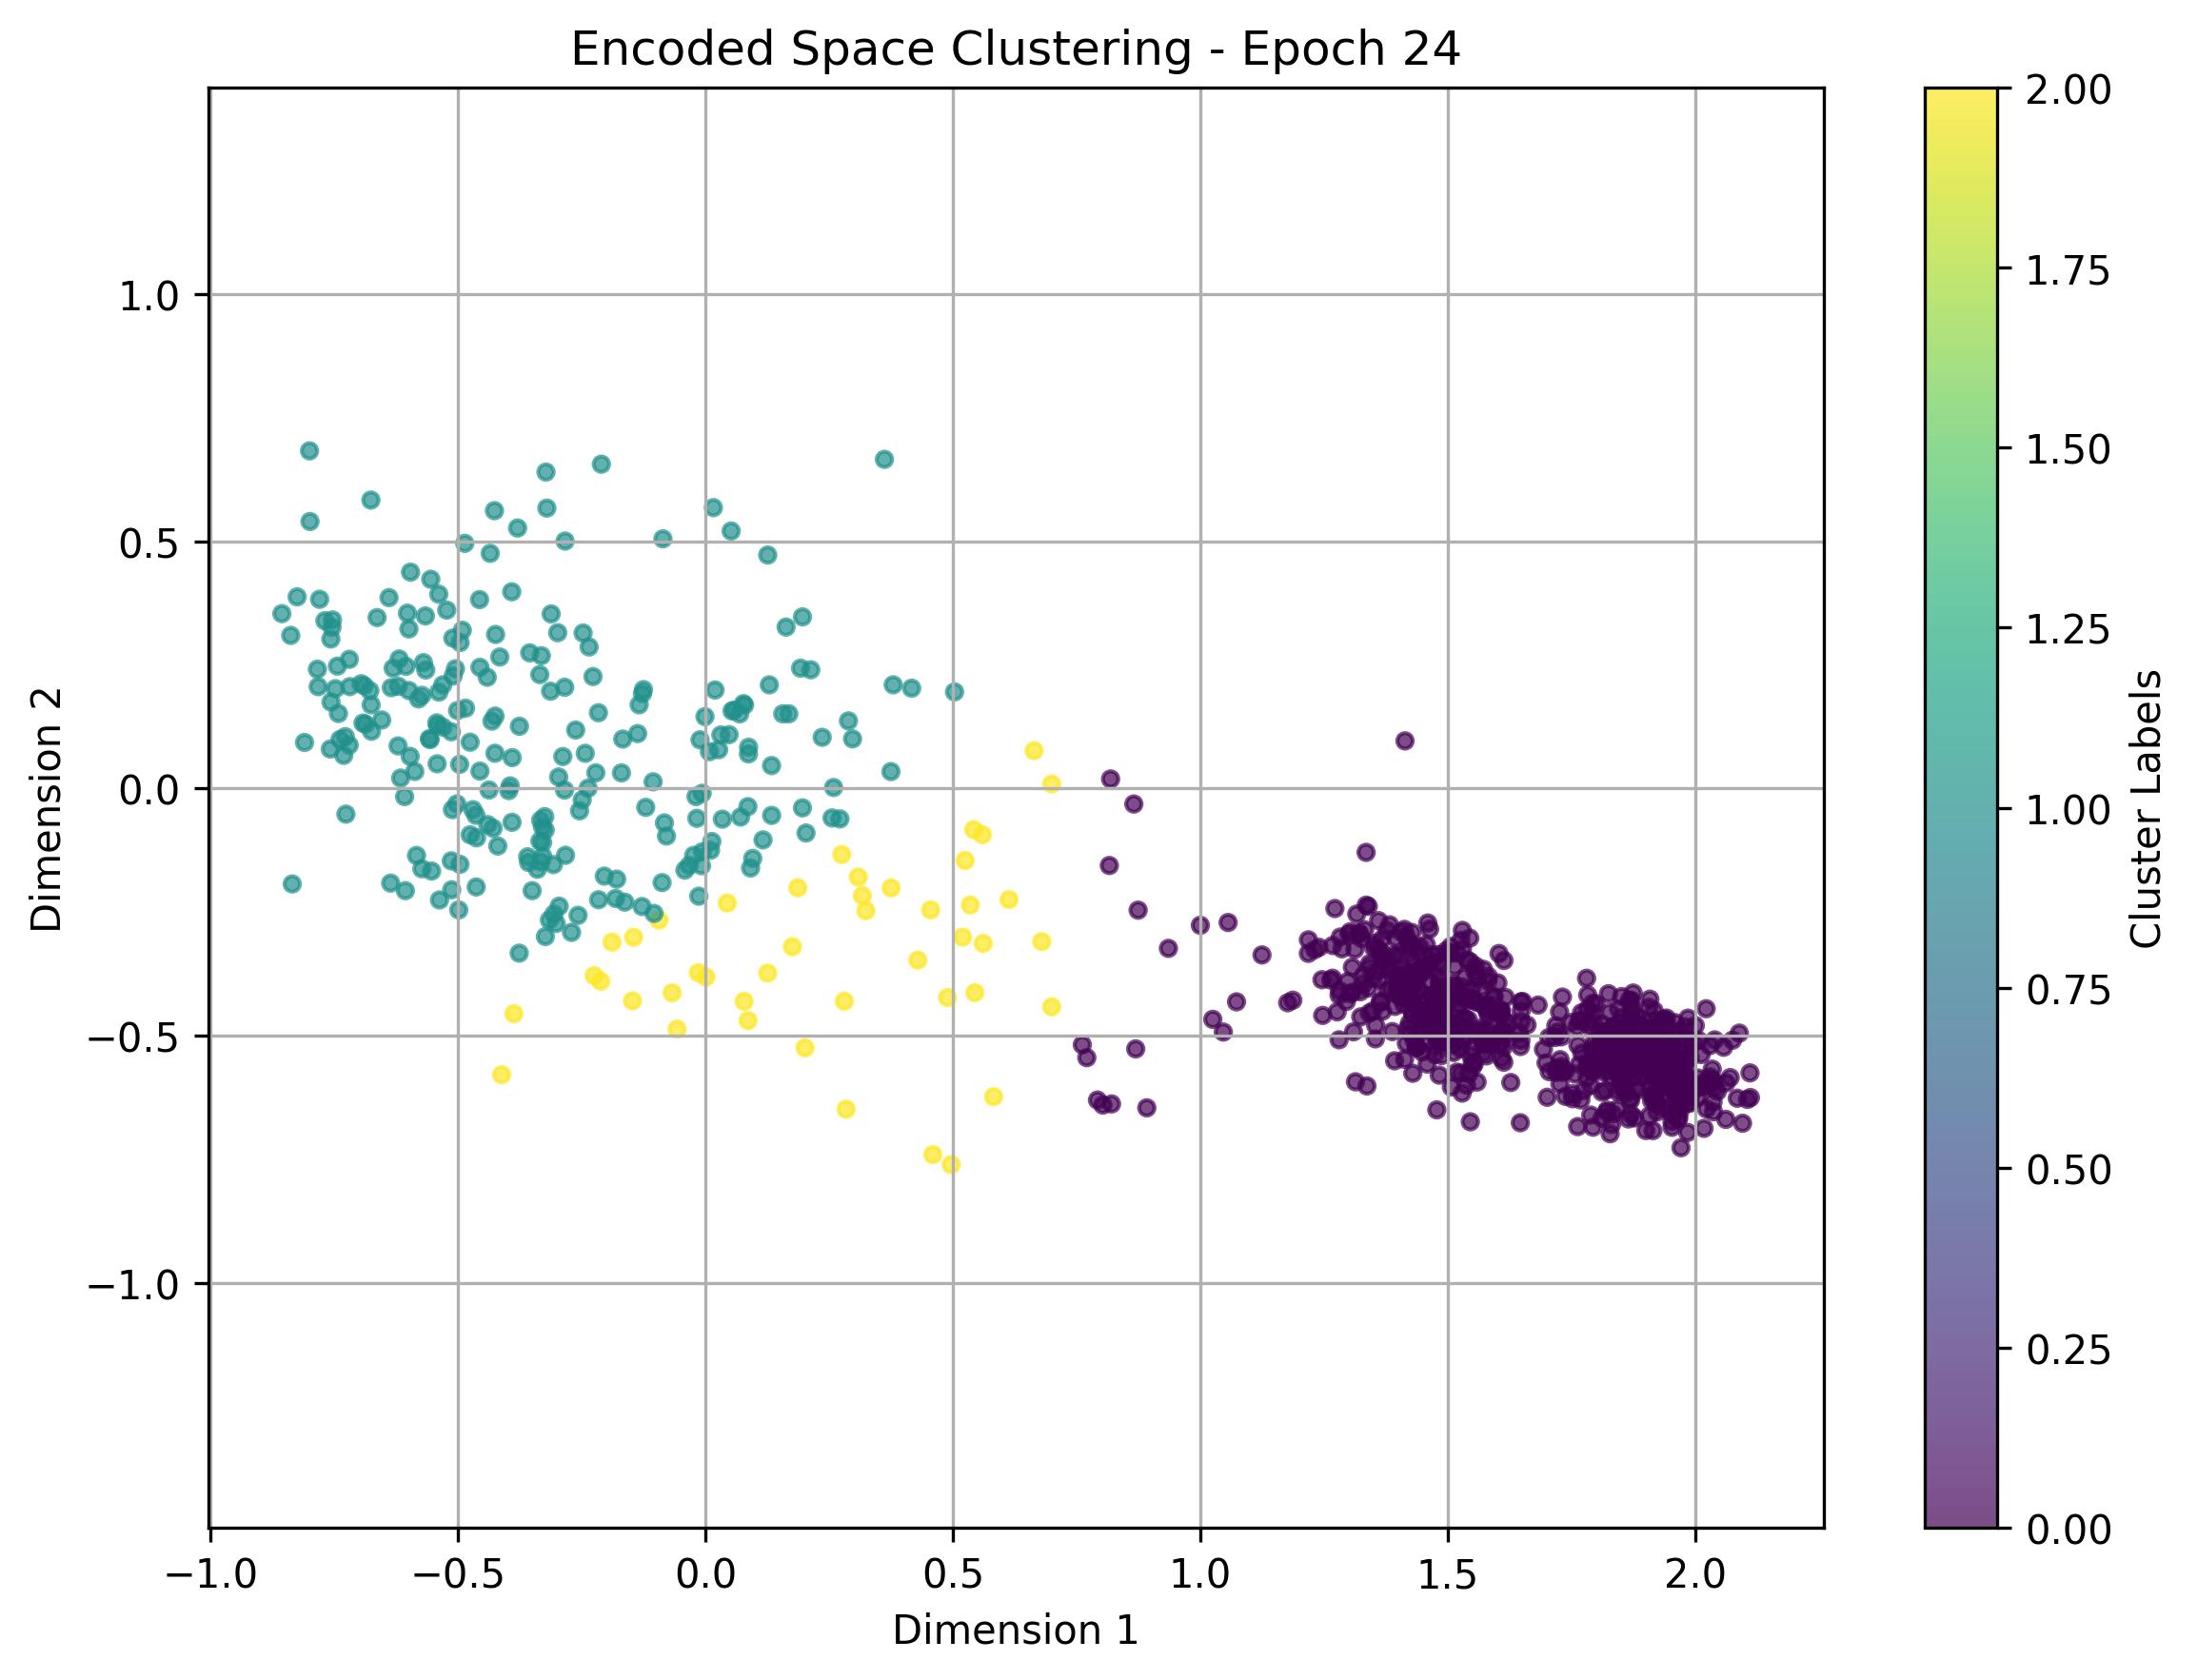 Encoded Space Clustering - Epoch 24
Dimension 2
1.0
0.5
0.0
−0.5
−1.0
−1.0 −0.5 0.0 0.5 1.0 1.5 2.0
Dimension 1
2.00
1.75
1.50
1.25
1.00
0.75
0.50
0.25
0.00
Cluster Labels